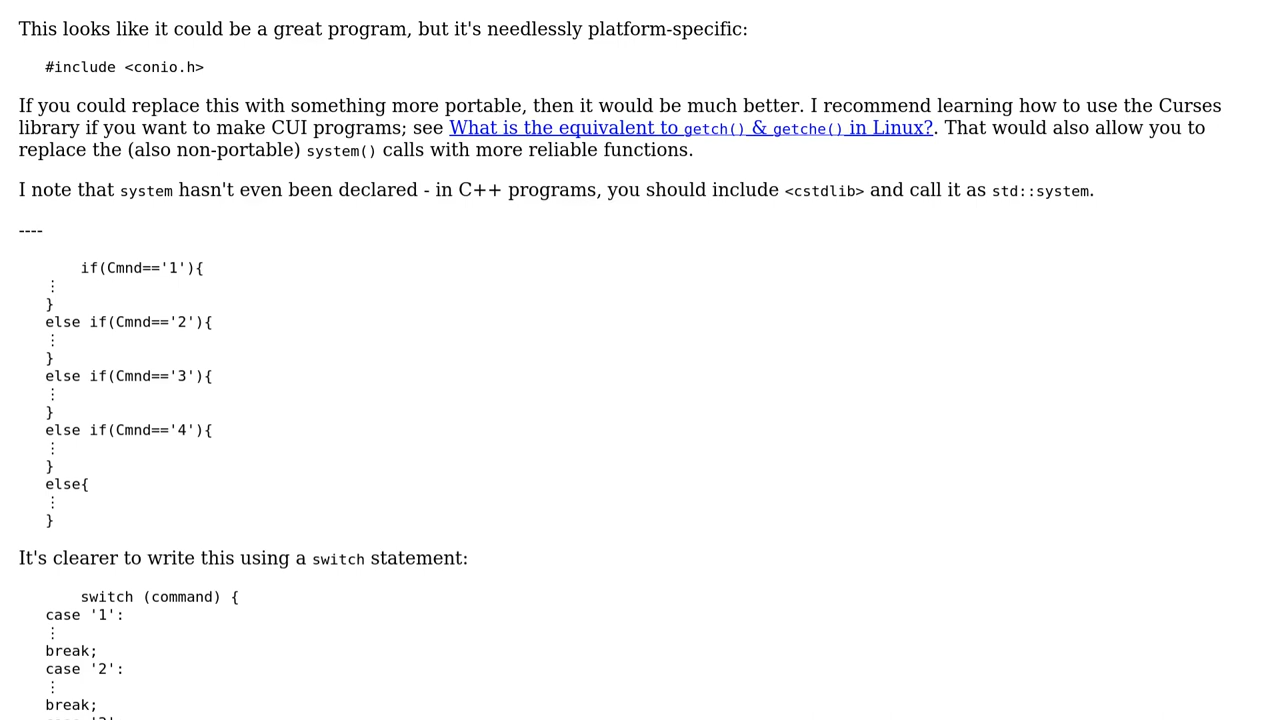 This looks like it could be a great program, but it's needlessly platform-specific:
#include <conio.h>
If you could replace this with something more portable, then it would be much better. I recommend learning how to use the Curses
library if you want to make CUI programs; see What is the equivalent to getch() & getche() in Linux?. That would also allow you to
replace the (also non-portable) system() calls with more reliable functions.
I note that system hasn't even been declared - in C++ programs, you should include <cstdlib> and call it as std::system.
----
if(Cmnd=='1'){
⋮
}
else if(Cmnd=='2'){
⋮
}
else if(Cmnd=='3'){
⋮
}
else if(Cmnd=='4'){
⋮
}
else{
⋮
}
It's clearer to write this using a switch statement:
switch (command) {
case '1':
⋮
break;
case '2':
⋮
break;